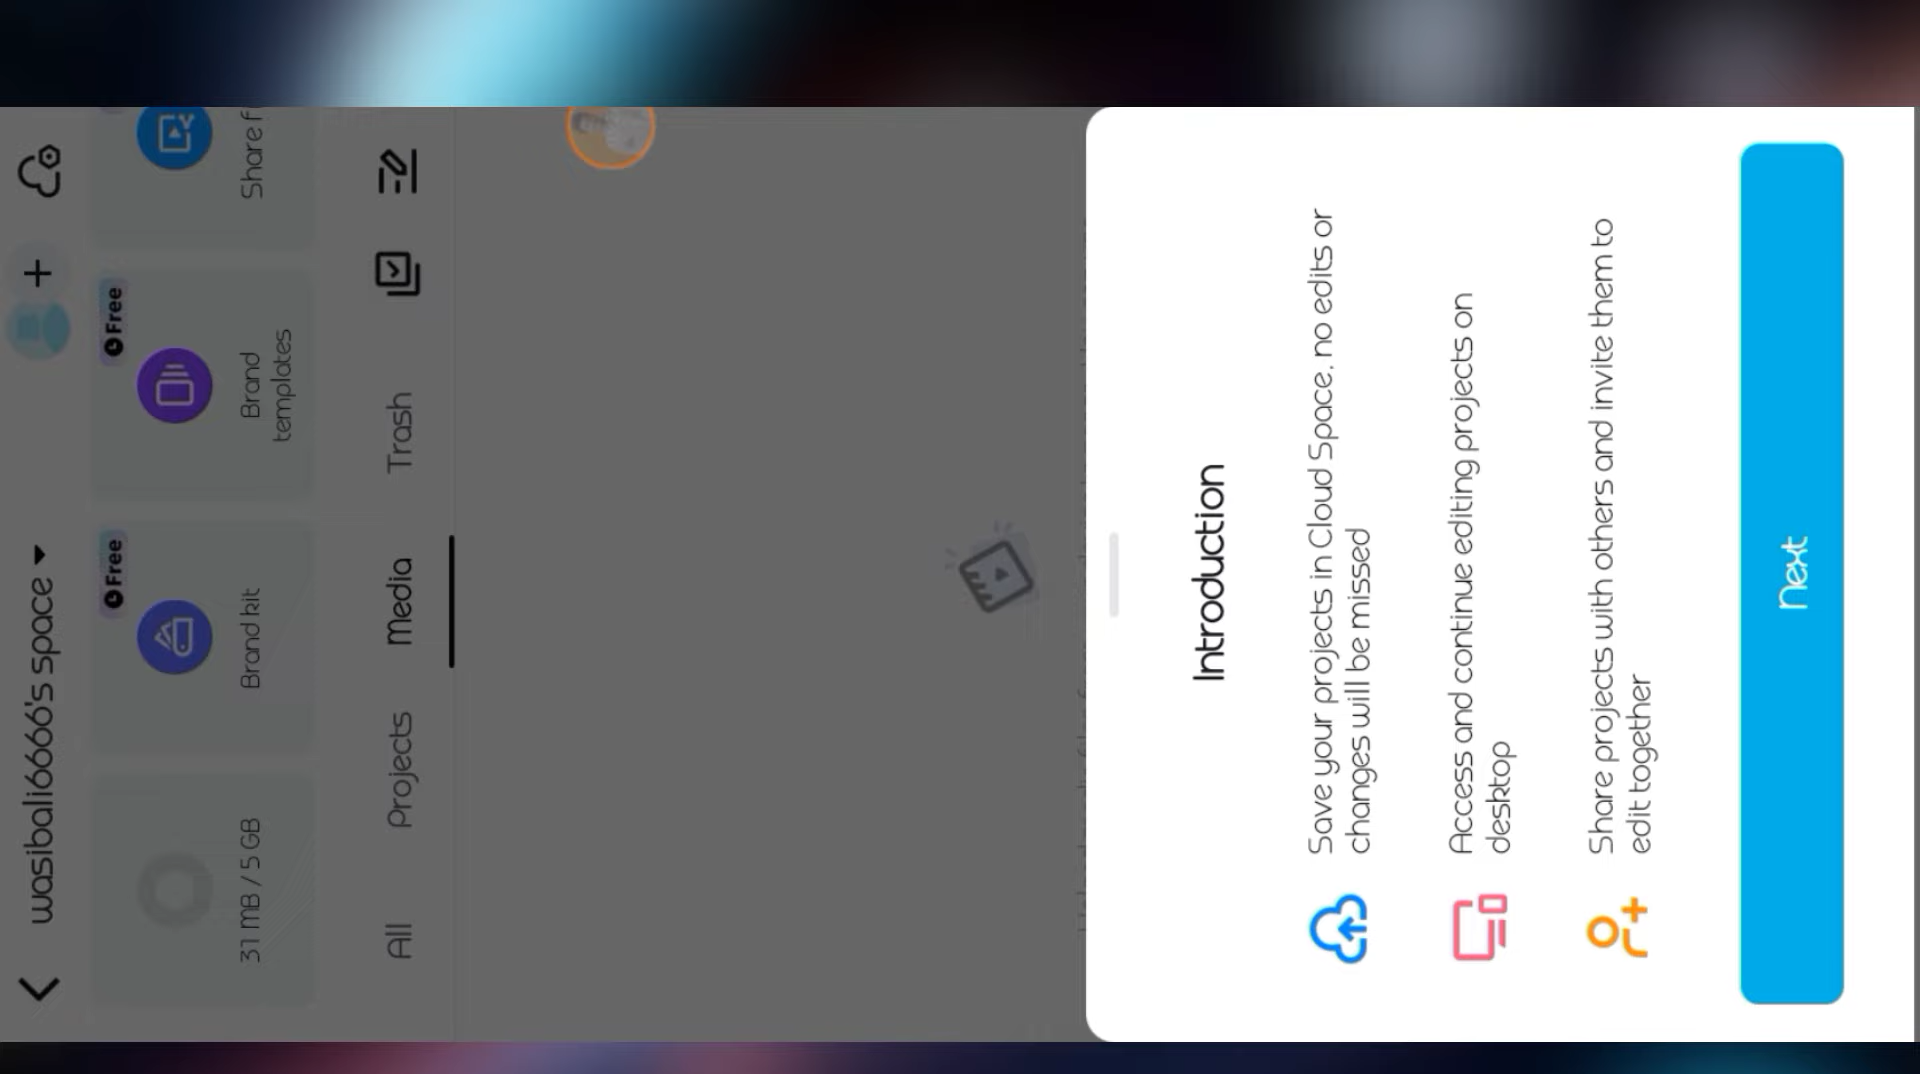 wasibali6666's space
31 MB / 5 GB
Free
Brand kit
Free
Brand
templates
Share f
All
Projects
Media
Trash
Introduction
Save your projects in Cloud Space, no edits or
changes will be missed
Access and continue editing projects on
desktop
Share projects with others and invite them to
edit together
Next